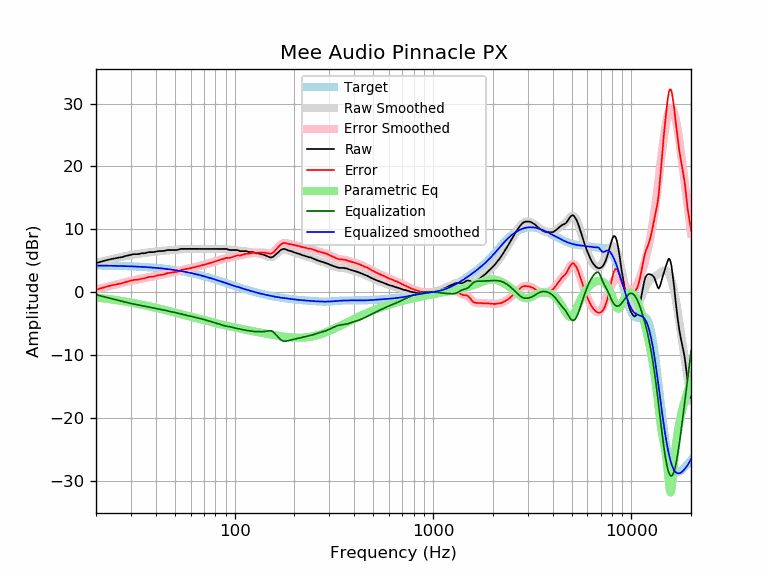 Mee Audio Pinnacle PX
Target
Raw Smoothed
Error Smoothed
Raw
Error
Parametric Eq
Equalization
Equalized smoothed
Amplitude (dBr)
30
20
10
0
−10
−20
−30
100
1000
10000
Frequency (Hz)